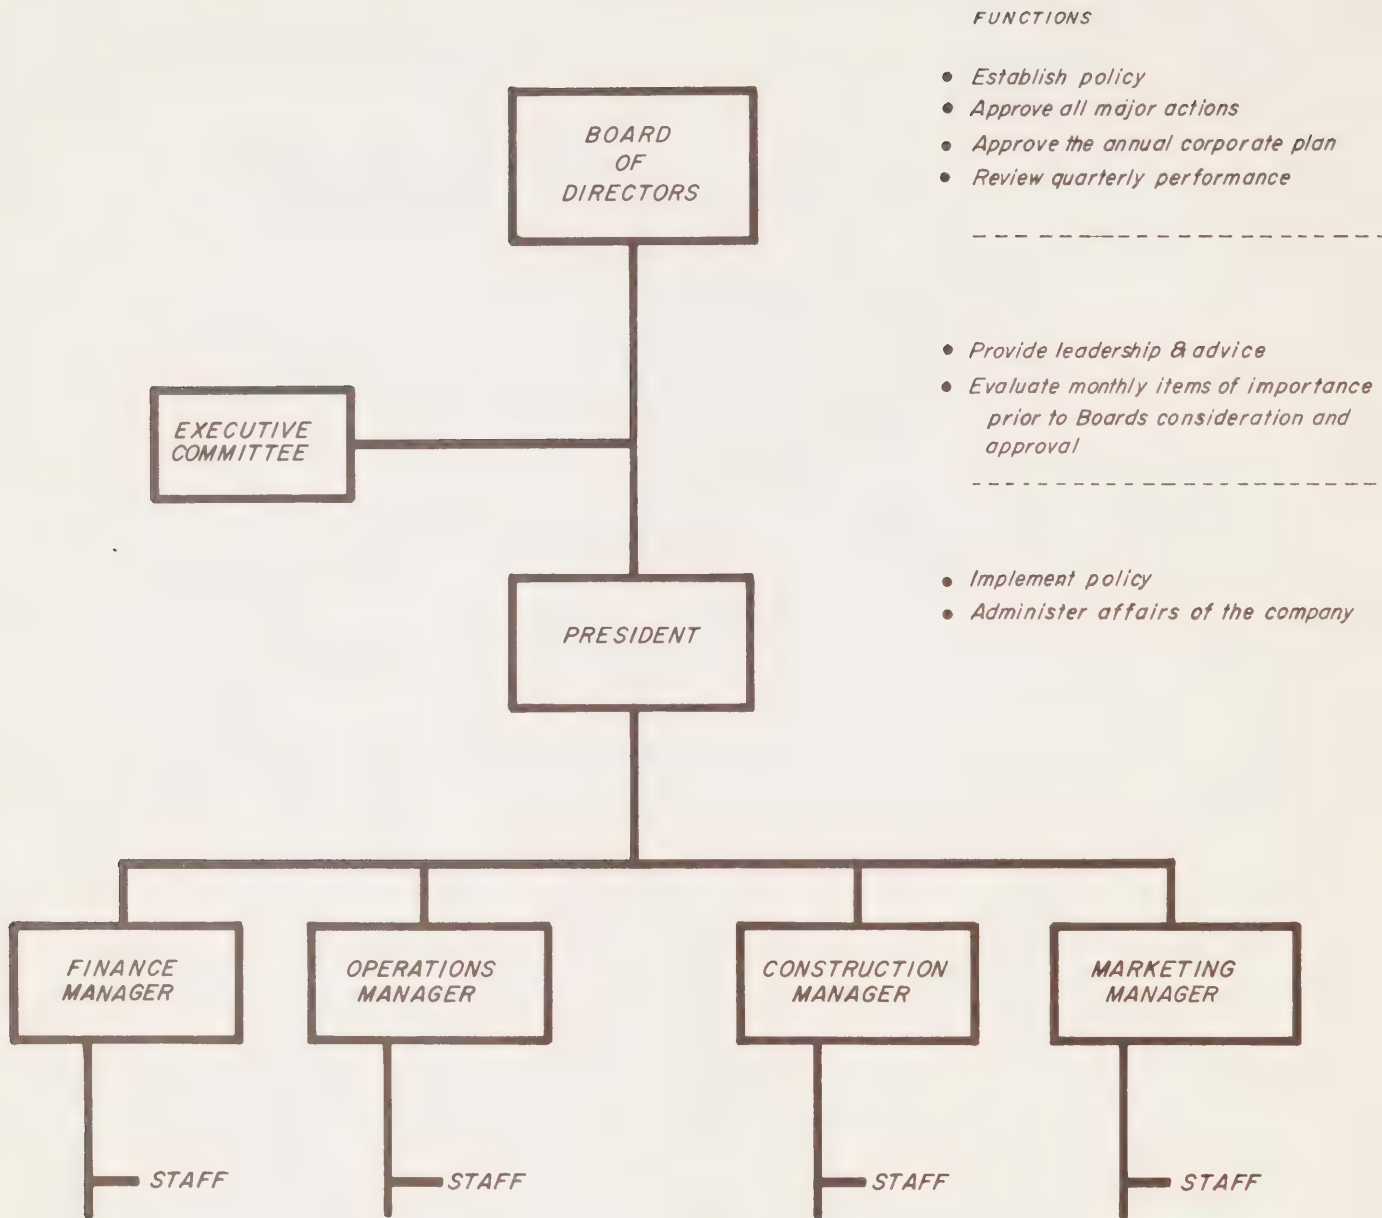 FUNCTIONS
BOARD
OF
DIRECTORS
• Establish policy
• Approve all major actions
• Approve the annual corporate plan
• Review quarterly performance
EXECUTIVE
COMMITTEE
• Provide leadership & advice
• Evaluate monthly items of importance
prior to Boards consideration and
approval
PRESIDENT
• Implement policy
• Administer affairs of the company
FINANCE
MANAGER
OPERATIONS
MANAGER
CONSTRUCTION
MANAGER
MARKETING
MANAGER
STAFF
STAFF
STAFF
STAFF